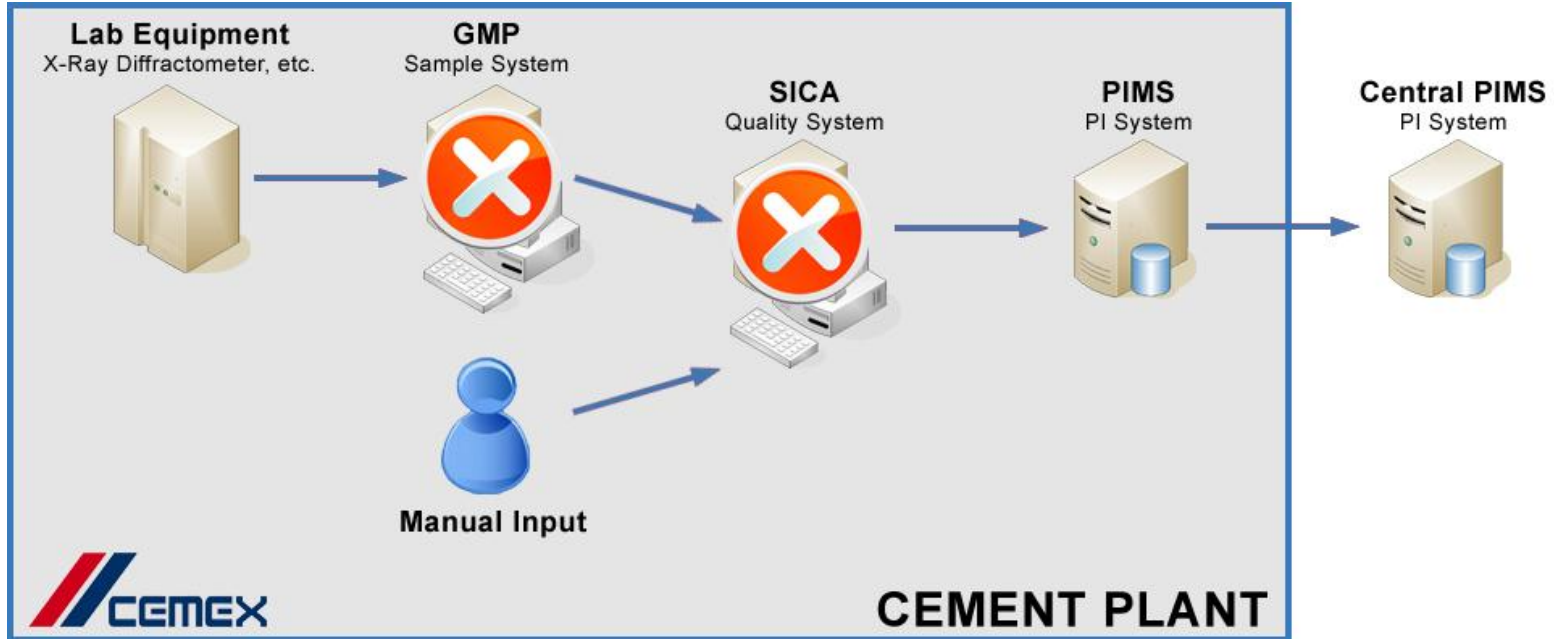 Lab Equipment
X-Ray Diffractometer, etc.
GMP
Sample System
SICA
Quality System
PIMS
PI System
Central PIMS
PI System
Manual Input
CEMEX
CEMENT PLANT